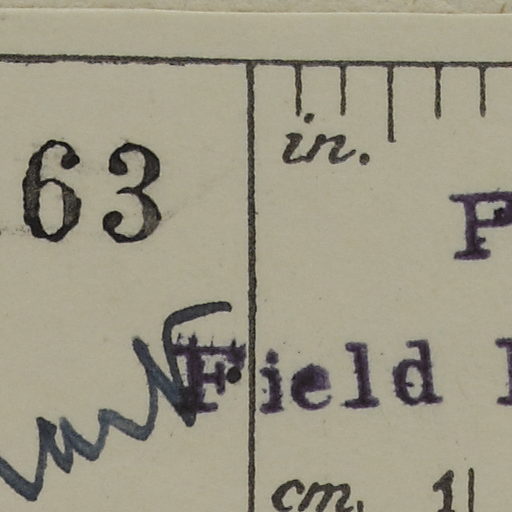 in.
63
P
Field
cm. 1